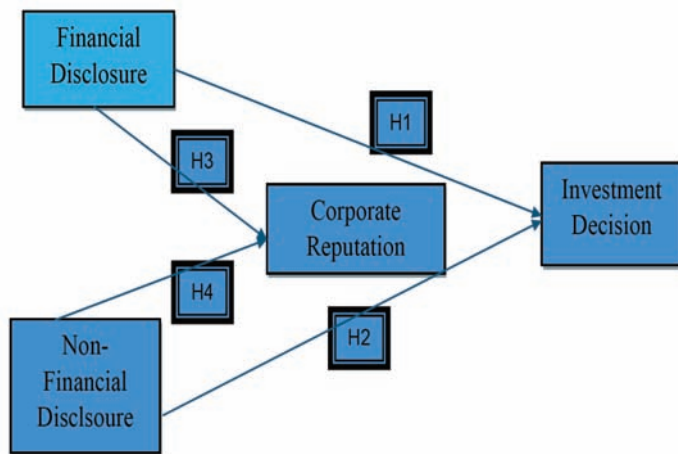 Financial
Disclosure
H1
H3
Corporate
Reputation
Investment
Decision
H4
H2
Non-
Financial
Disclsoure